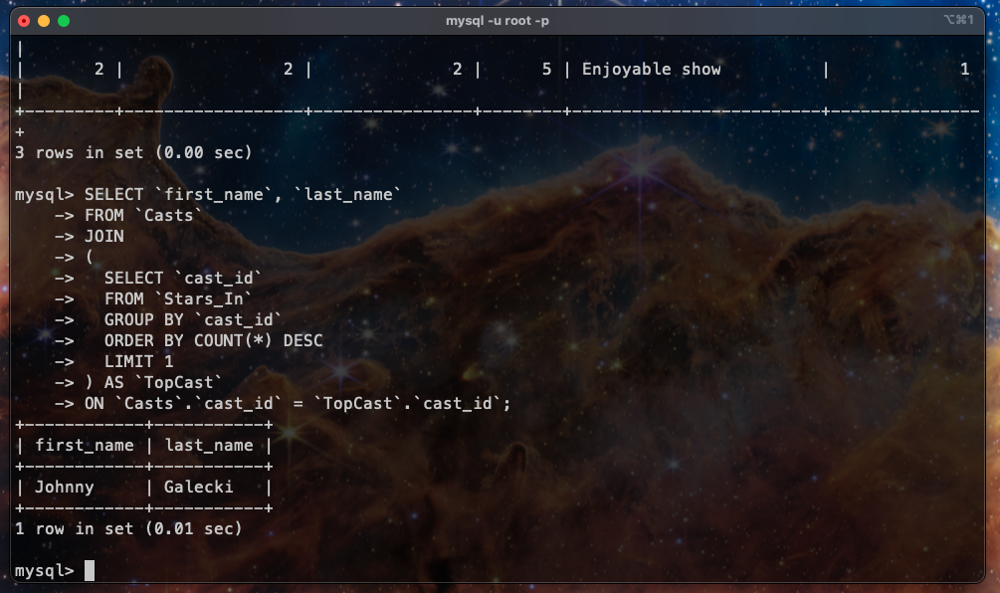 mysql -u root -p
⌥⌘1
|
|       2 |                2 |              2 |      5 | Enjoyable show          |             1
|
+---------+------------------+----------------+--------+-------------------------+---------------
+
3 rows in set (0.00 sec)
mysql> SELECT `first_name`, `last_name`
    -> FROM `Casts`
    -> JOIN
    -> (
    ->   SELECT `cast_id`
    ->   FROM `Stars_In`
    ->   GROUP BY `cast_id`
    ->   ORDER BY COUNT(*) DESC
    ->   LIMIT 1
    -> ) AS `TopCast`
    -> ON `Casts`.`cast_id` = `TopCast`.`cast_id`;
+------------+-----------+
| first_name | last_name |
+------------+-----------+
| Johnny     | Galecki   |
+------------+-----------+
1 row in set (0.01 sec)
mysql>